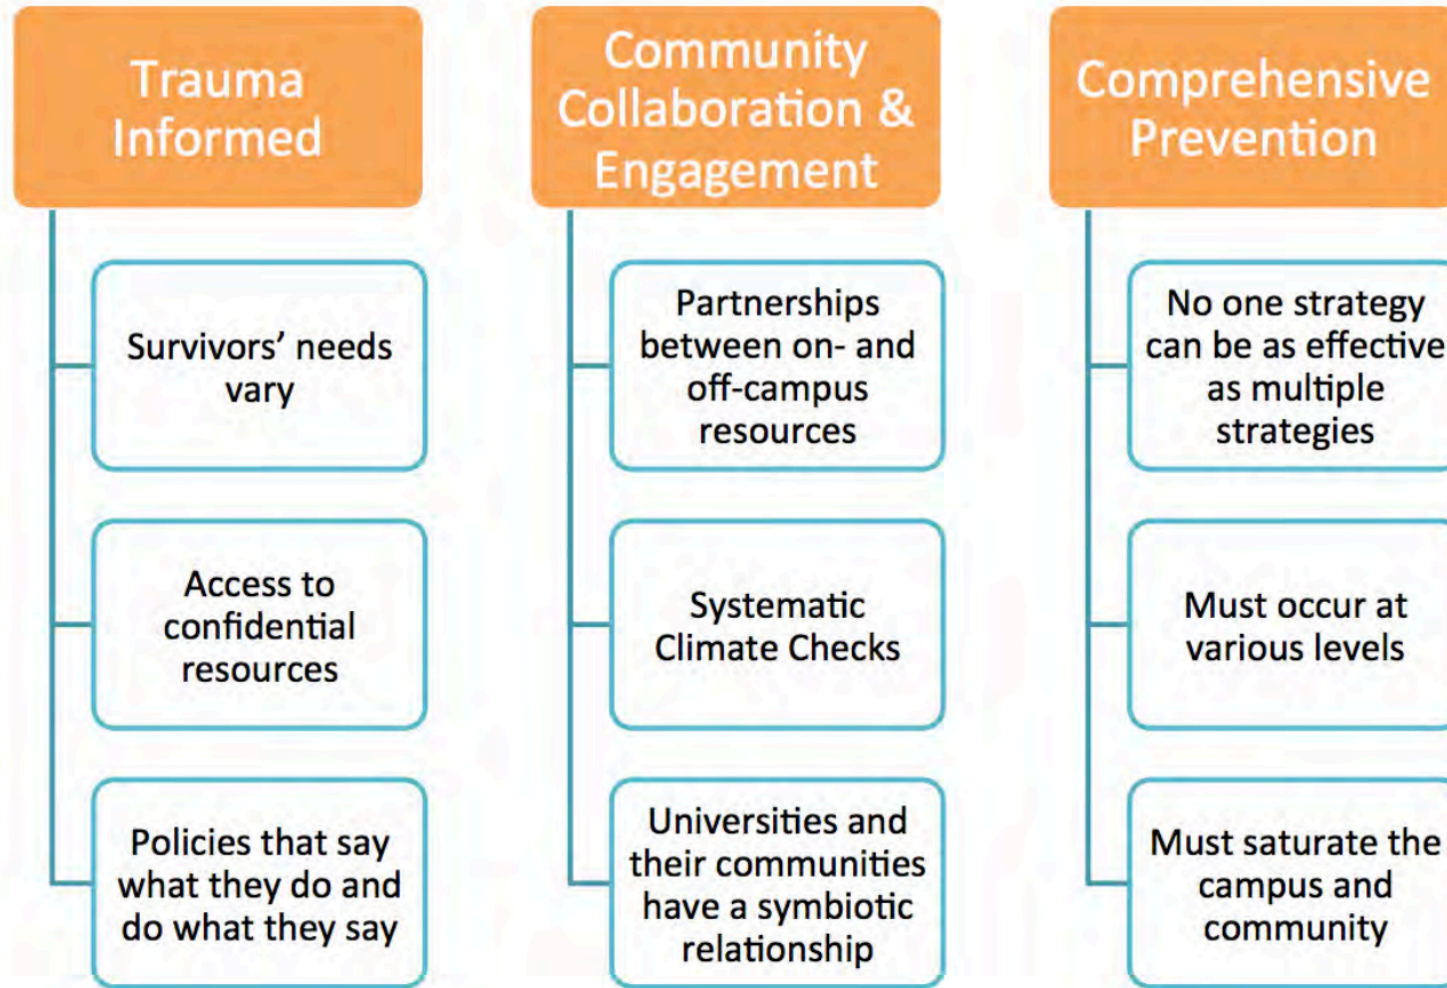 Trauma
Informed
Survivors’ needs
vary
Access to
confidential
resources
Policies that say
what they do and
do what they say
Community
Collaboration &
Engagement
Partnerships
between on- and
off-campus
resources
Systematic
Climate Checks
Universities and
their communities
have a symbiotic
relationship
Comprehensive
Prevention
No one strategy
can be as effective
as multiple
strategies
Must occur at
various levels
Must saturate the
campus and
community